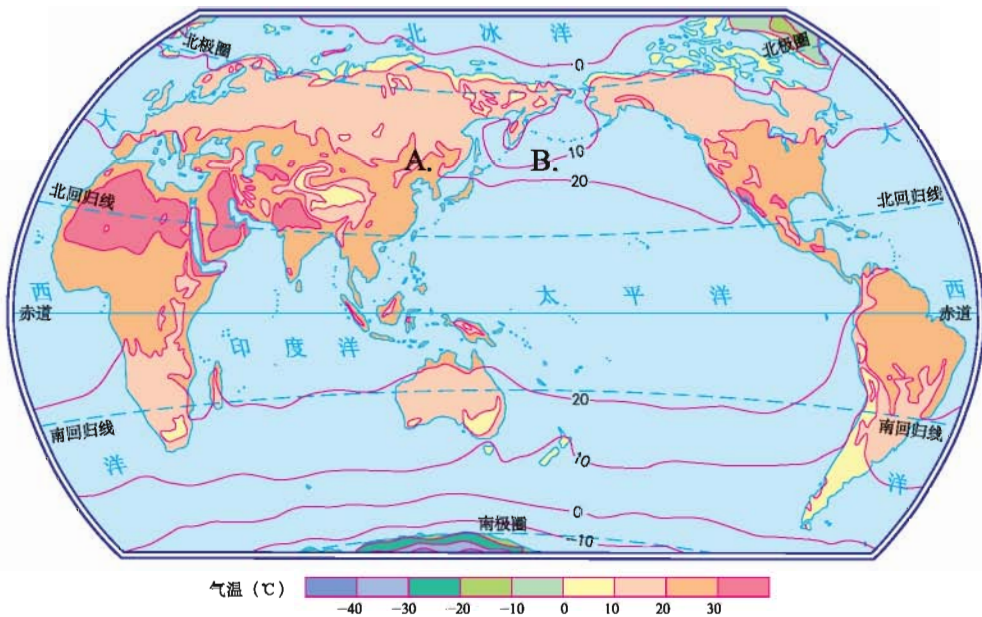 北 冰 洋
北极圈
北极圈
0
大
大
A.
B.
10
20
北回归线
北回归线
西
赤道
太 平 洋
西
赤道
印 度 洋
20
南回归线
南回归线
洋
10
洋
0
南极圈
-10
气温（℃）
-40 -30 -20 -10 0 10 20 30